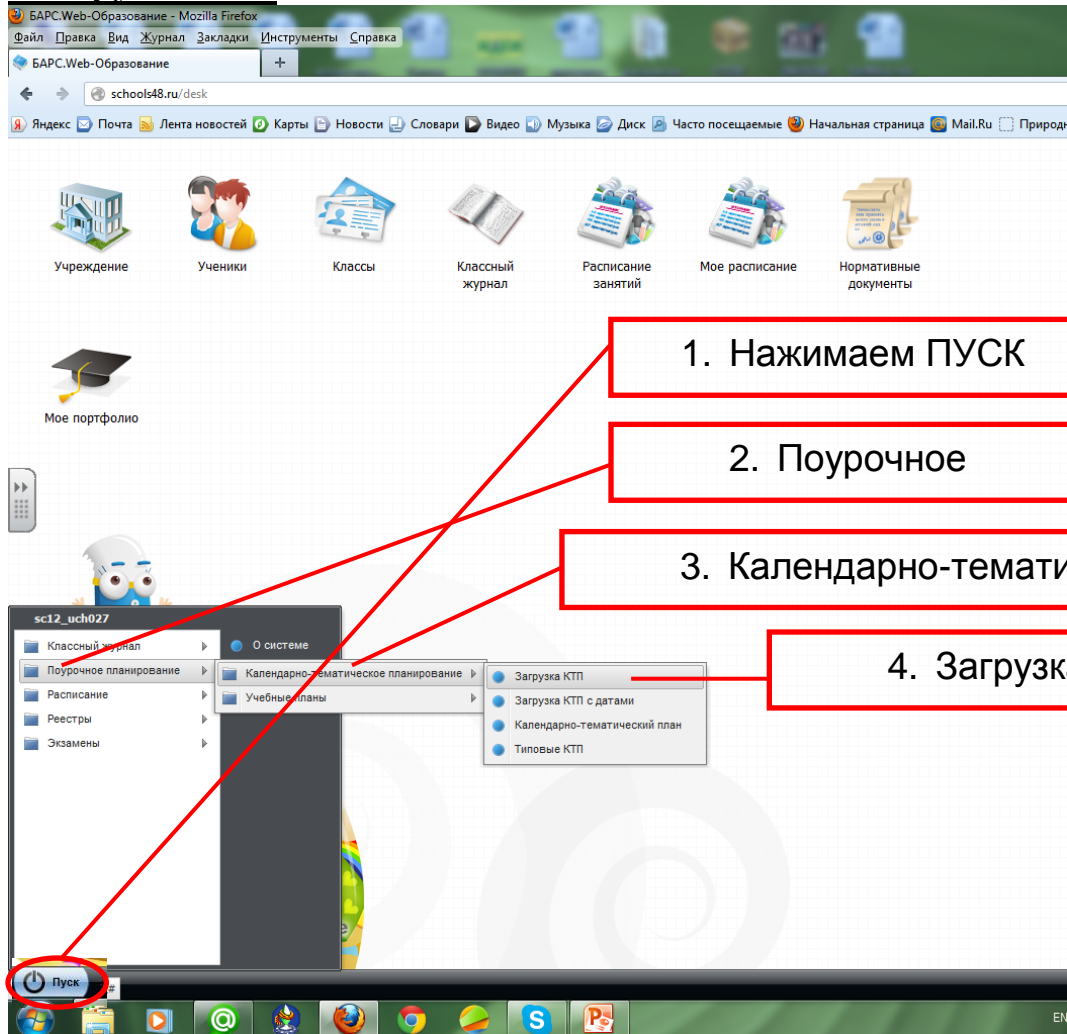 БАРС.Web-Образование - Mozilla Firefox
Файл Правка Вид Журнал Закладки Инструменты Справка
БАРС.Web-Образование +
schools48.ru/desk
Яндекс Почта Лента новостей Карты Новости Словари Видео Музыка Диск Часто посещаемые Начальная страница Mail.Ru Природн
Учреждение Ученики Классы Классный журнал Расписание занятий Мое расписание Нормативные документы
Мое портфолио
1. Нажимаем ПУСК
2. Поурочное
3. Календарно-темати
4. Загрузка
sc12_uch027
Классный журнал
Поурочное планирование
Расписание
Реестры
Экзамены
О системе
Календарно-тематическое планирование
Учебные планы
Загрузка КТП
Загрузка КТП с датами
Календарно-тематический план
Типовые КТП
Пуск
#
EN